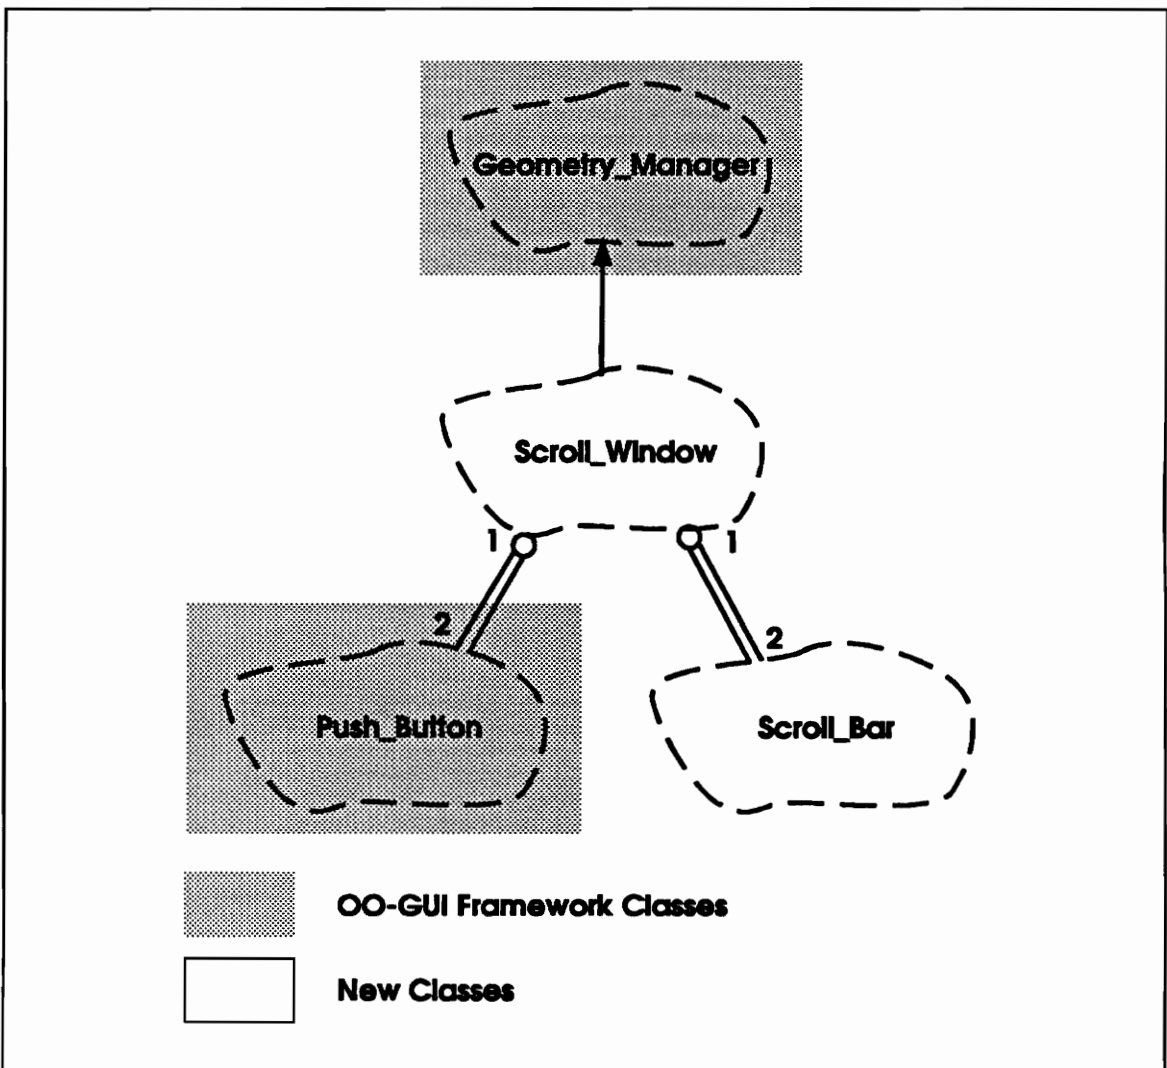 Geometry_Manager
Scroll_Window
1
1
2
2
Push_Button
Scroll_Bar
OO-GUI Framework Classes
New Classes